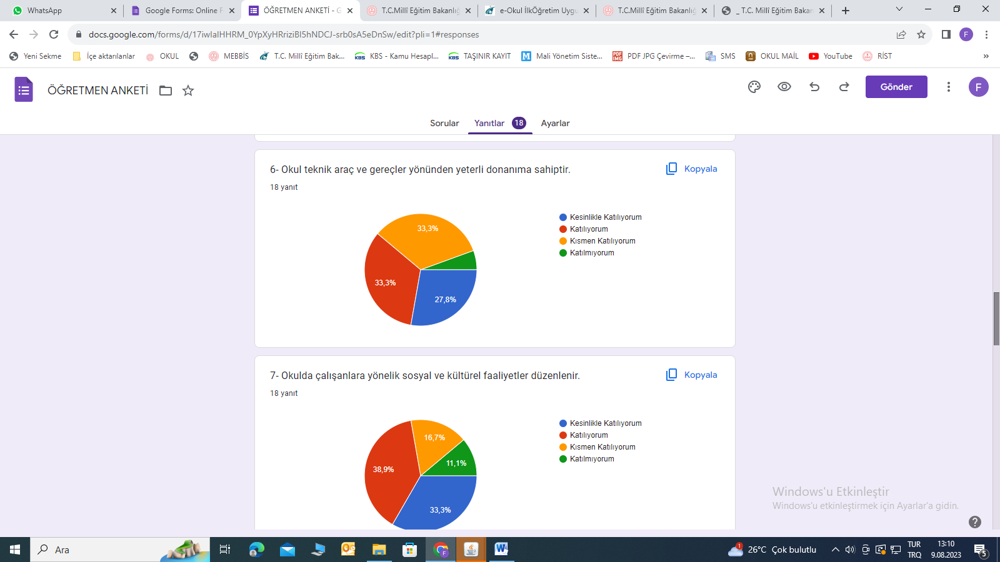 WhatsApp
Google Forms: Online F
ÖĞRETMEN ANKETİ - G
T.C.Millî Eğitim Bakanlığ
e-Okul İlkÖğretim Uygu
T.C.Millî Eğitim Bakanlığ
_ T.C. Millî Eğitim Bakan
docs.google.com/forms/d/17iwIalHHRM_0YpXyHRriziBI5hNDCJ-srb0sA5eDnSw/edit?pli=1#responses
F
Yeni Sekme
İçe aktarılanlar
OKUL
MEBBİS
T.C. Millî Eğitim Bak...
KBS - Kamu Hesapl...
TAŞINIR KAYIT
Mali Yönetim Siste...
PDF JPG Çevirme –...
SMS
OKUL MAİL
YouTube
RİST
»
ÖĞRETMEN ANKETİ
Gönder
F
Sorular
Yanıtlar 18
Ayarlar
6- Okul teknik araç ve gereçler yönünden yeterli donanıma sahiptir.
Kopyala
18 yanıt
33,3%
33,3%
27,8%
Kesinlikle Katılıyorum
Katılıyorum
Kısmen Katılıyorum
Katılmıyorum
7- Okulda çalışanlara yönelik sosyal ve kültürel faaliyetler düzenlenir.
Kopyala
18 yanıt
16,7%
11,1%
38,9%
33,3%
Kesinlikle Katılıyorum
Katılıyorum
Kısmen Katılıyorum
Katılmıyorum
Windows'u Etkinleştir
Windows'u etkinleştirmek için Ayarlar'a gidin.
Ara
1
26°C Çok bulutlu
TUR
TRQ
13:10
9.08.2023
5